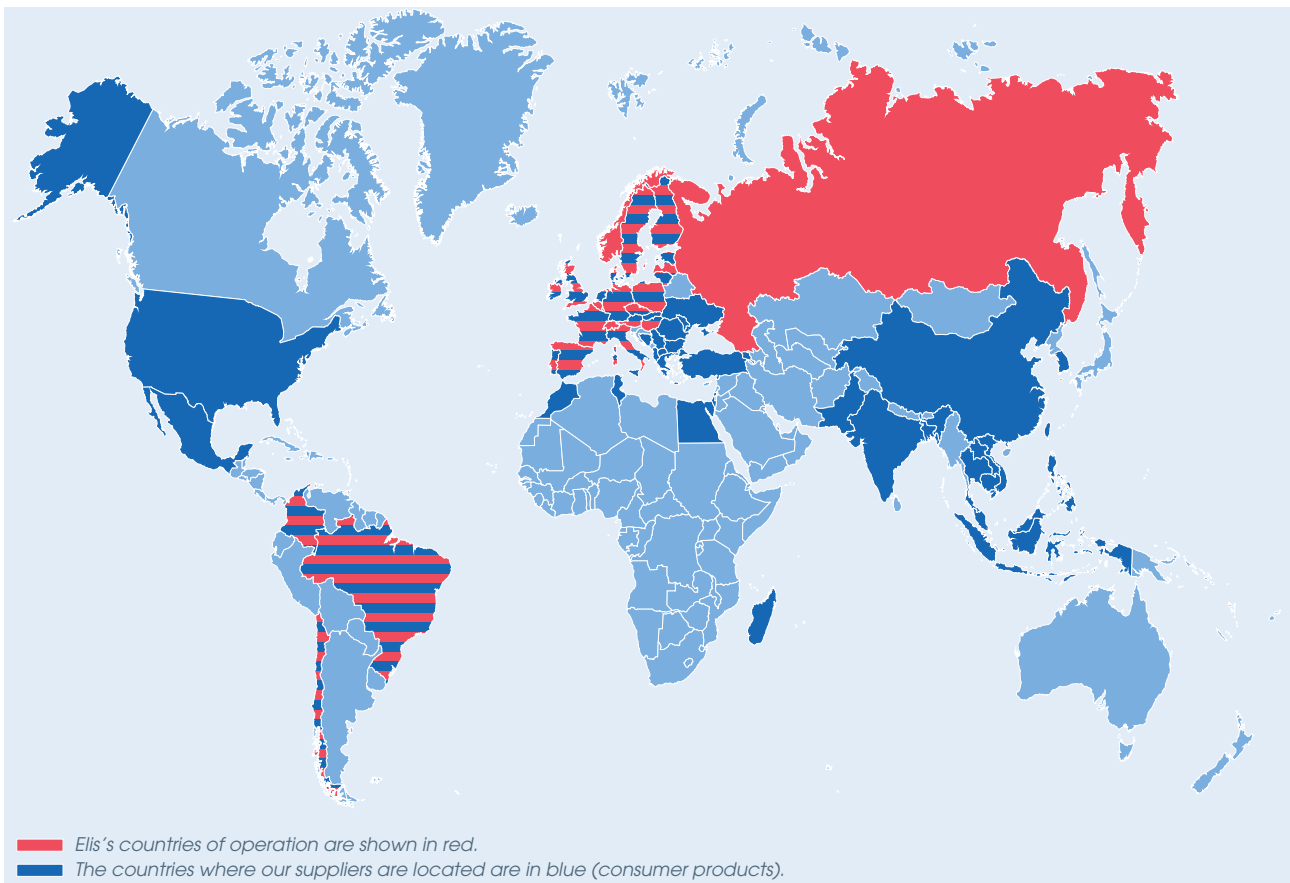 Elis's countries of operation are shown in red.
The countries where our suppliers are located are in blue (consumer products).